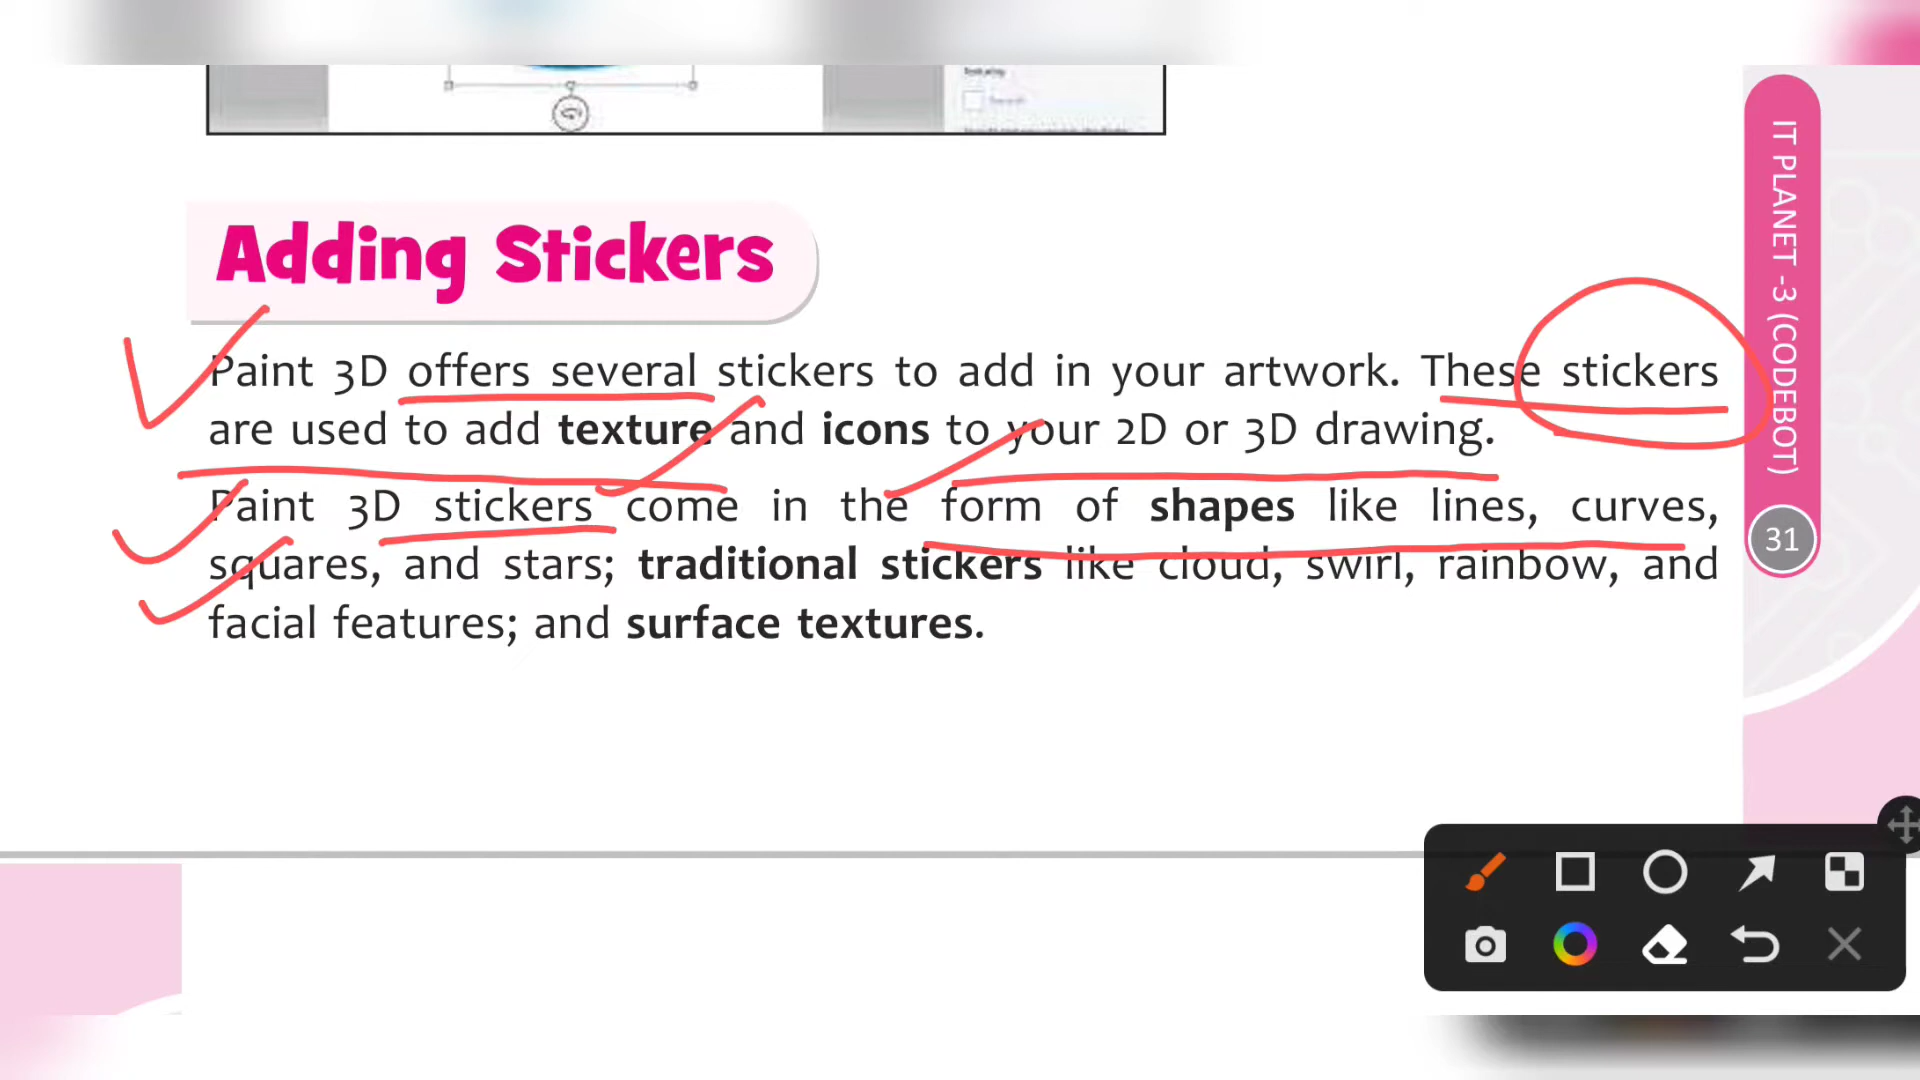 Adding Stickers
Paint 3D offers several stickers to add in your artwork. These stickers
are used to add texture and icons to your 2D or 3D drawing.
Paint 3D stickers come in the form of shapes like lines, curves,
squares, and stars; traditional stickers like cloud, swirl, rainbow, and
facial features; and surface textures.
IT PLANET -3 (CODEBOT)
31